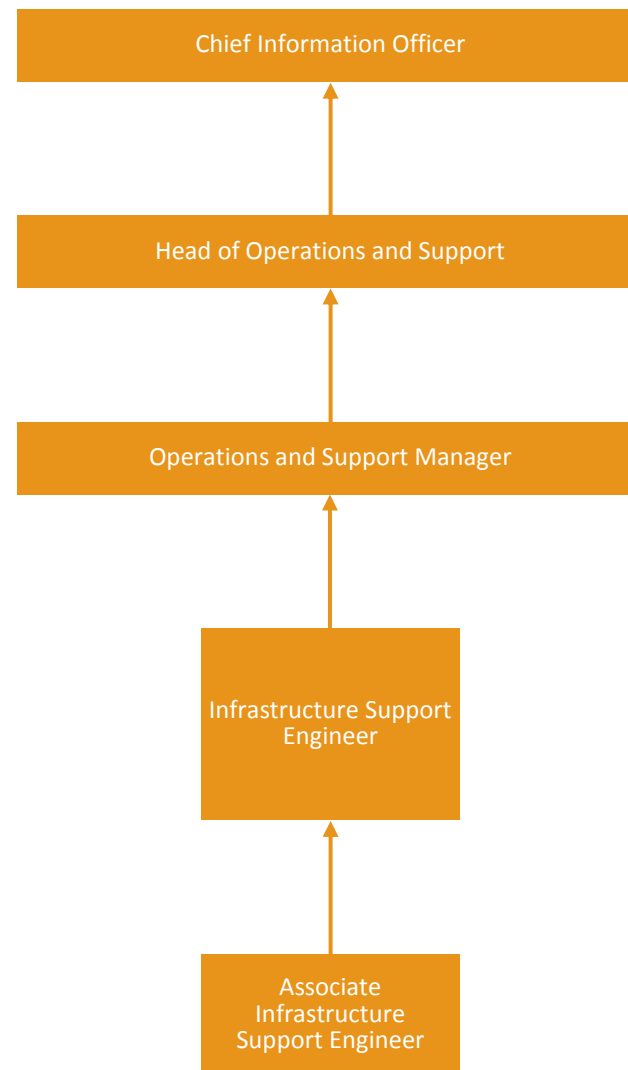 Chief Information Officer
Head of Operations and Support
Operations and Support Manager
Infrastructure Support
Engineer
Associate
Infrastructure
Support Engineer